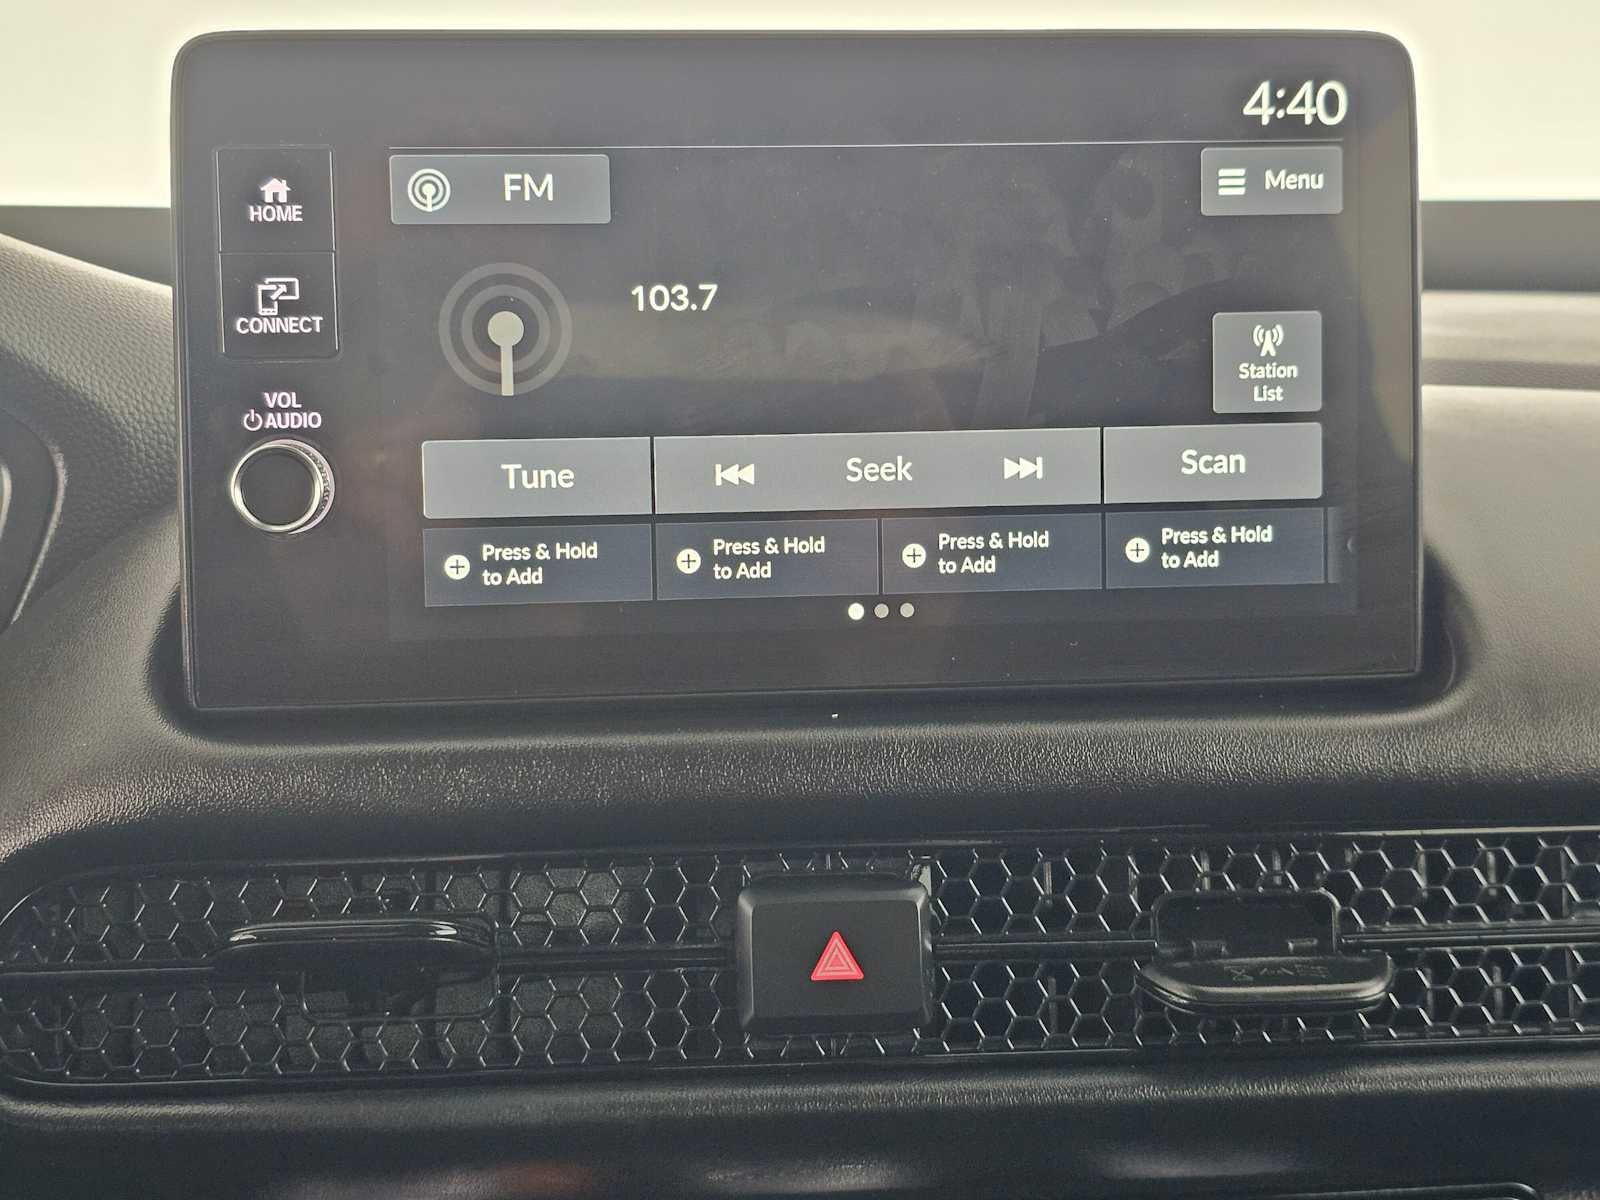 4:40
HOME
FM
Menu
103.7
CONNECT
Station
List
VOL
AUDIO
Tune
Seek
Scan
Press & Hold
to Add
Press & Hold
to Add
Press & Hold
to Add
Press & Hold
to Add